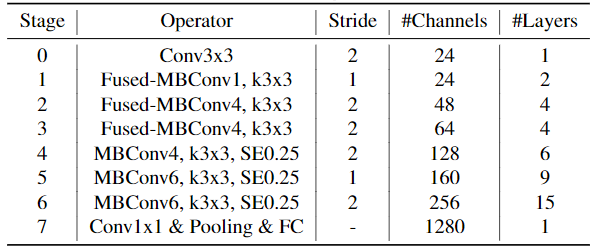 Stage Operator Stride #Channels #Layers
0 Conv3x3 2 24 1
1 Fused-MBConv1, k3x3 1 24 2
2 Fused-MBConv4, k3x3 2 48 4
3 Fused-MBConv4, k3x3 2 64 4
4 MBConv4, k3x3, SE0.25 2 128 6
5 MBConv6, k3x3, SE0.25 1 160 9
6 MBConv6, k3x3, SE0.25 2 256 15
7 Conv1x1 & Pooling & FC - 1280 1